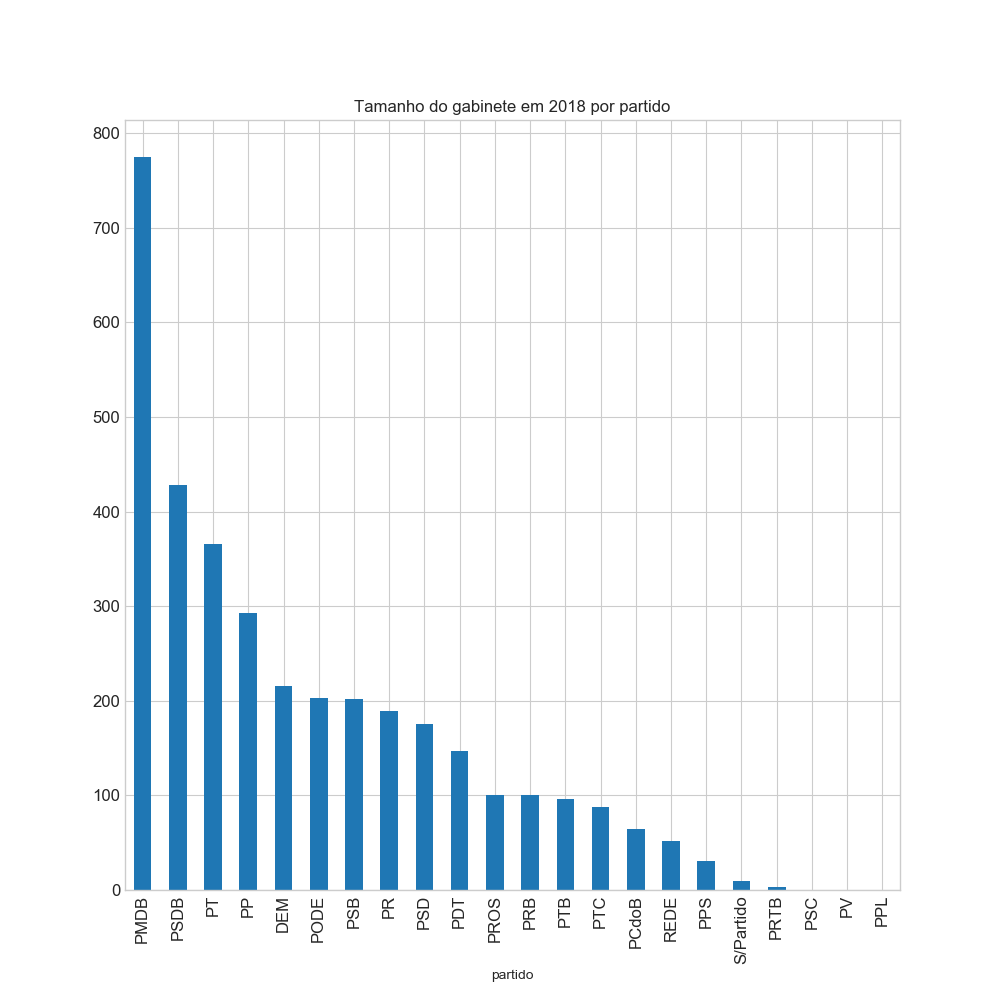 Tamanho do gabinete em 2018 por partido
800
700
600
500
400
300
200
100
0
PMDB
PSDB
PT
PP
DEM
PODE
PSB
PR
PSD
PDT
PROS
PRB
PTB
PTC
PCdoB
REDE
PPS
S/Partido
PRTB
PSC
PV
PPL
partido